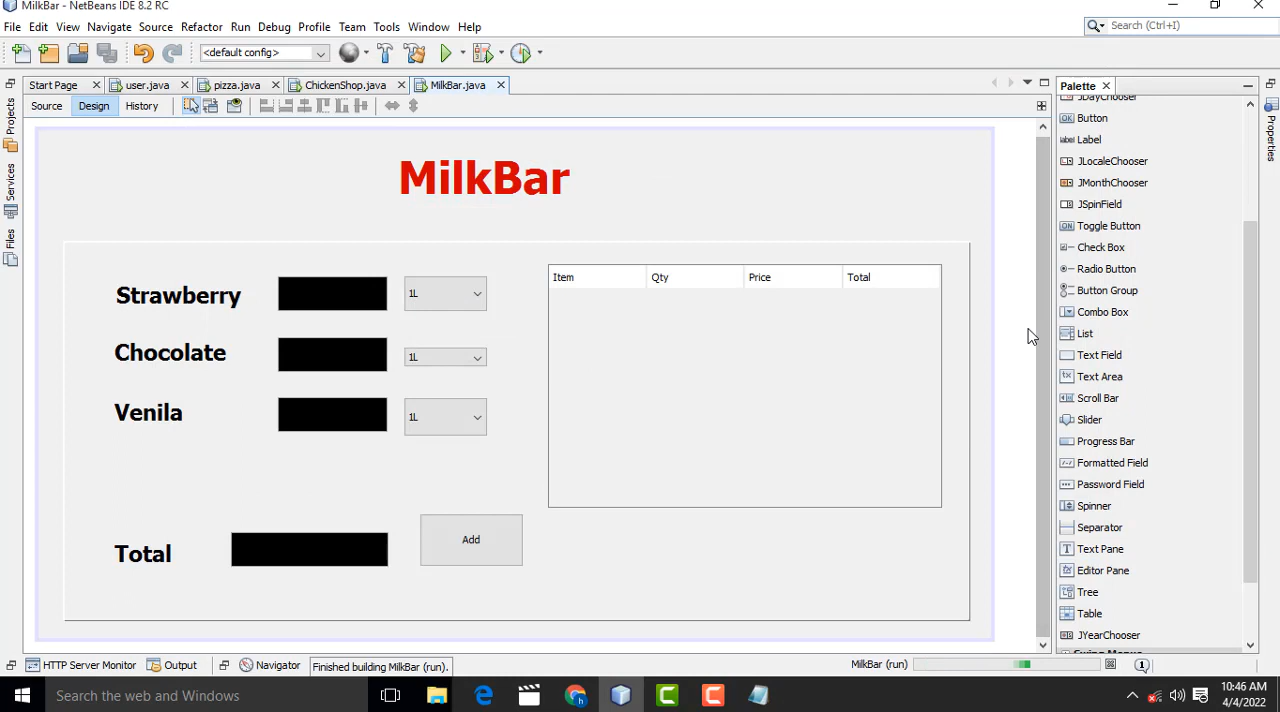 MilkBar - NetBeans IDE 8.2 RC
File Edit View Navigate Source Refactor Run Debug Profile Team Tools Window Help
Search (Ctrl+I)
<default config>
Start Page user.java pizza.java ChickenShop.java MilkBar.java
Source Design History
Projects
Services
Files
MilkBar
Strawberry 1L
Chocolate 1L
Venila 1L
Total Add
Item Qty Price Total
Palette
JDayChooser
Button
Label
JLocaleChooser
JMonthChooser
JSpinField
Toggle Button
Check Box
Radio Button
Button Group
Combo Box
List
Text Field
Text Area
Scroll Bar
Slider
Progress Bar
Formatted Field
Password Field
Spinner
Separator
Text Pane
Editor Pane
Tree
Table
JYearChooser
Swing Menus
Properties
HTTP Server Monitor Output Navigator Finished building MilkBar (run). MilkBar (run) 1
Search the web and Windows
10:46 AM
4/4/2022